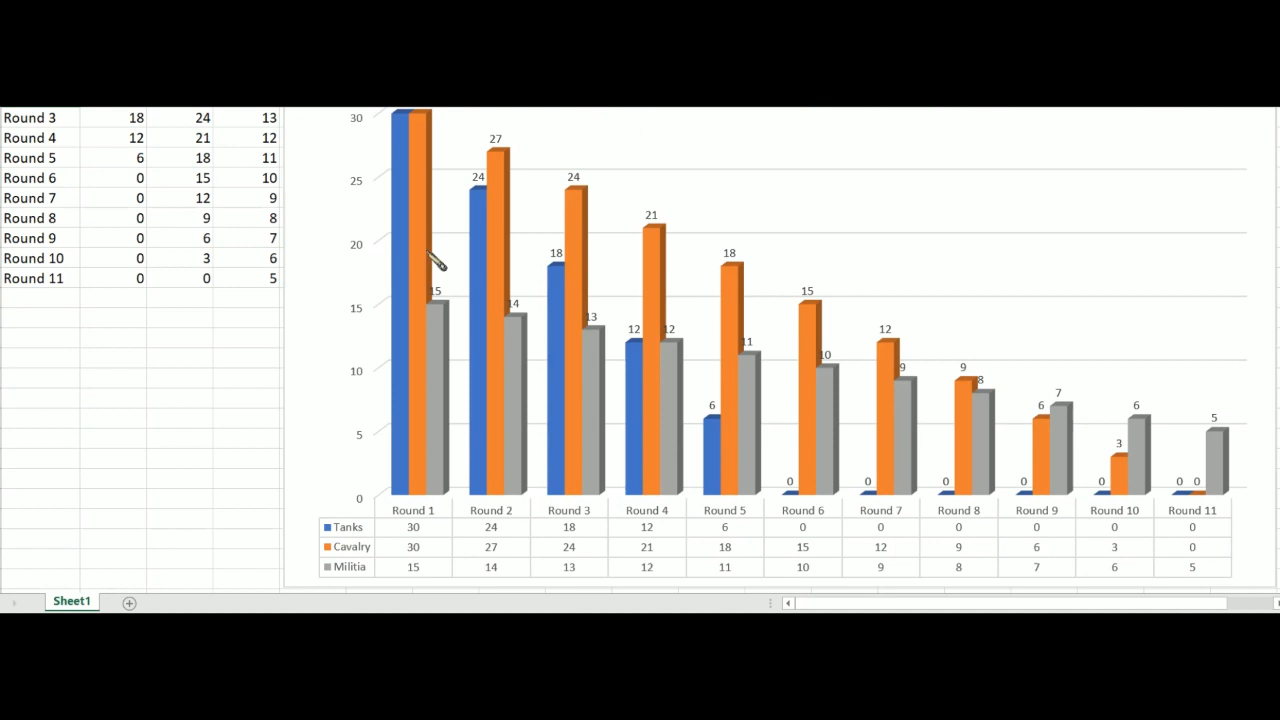 Round 3 18 24 13
Round 4 12 21 12
Round 5 6 18 11
Round 6 0 15 10
Round 7 0 12 9
Round 8 0 9 8
Round 9 0 6 7
Round 10 0 3 6
Round 11 0 0 5
30
25
20
15
10
5
0
15
24 27 14
18 24 13
12 21 12
6 18 11
0 15 10
0 12 9
0 9 8
0 6 7
0 3 6
0 0 5
Round 1 Round 2 Round 3 Round 4 Round 5 Round 6 Round 7 Round 8 Round 9 Round 10 Round 11
Tanks 30 24 18 12 6 0 0 0 0 0 0
Cavalry 30 27 24 21 18 15 12 9 6 3 0
Militia 15 14 13 12 11 10 9 8 7 6 5
Sheet1